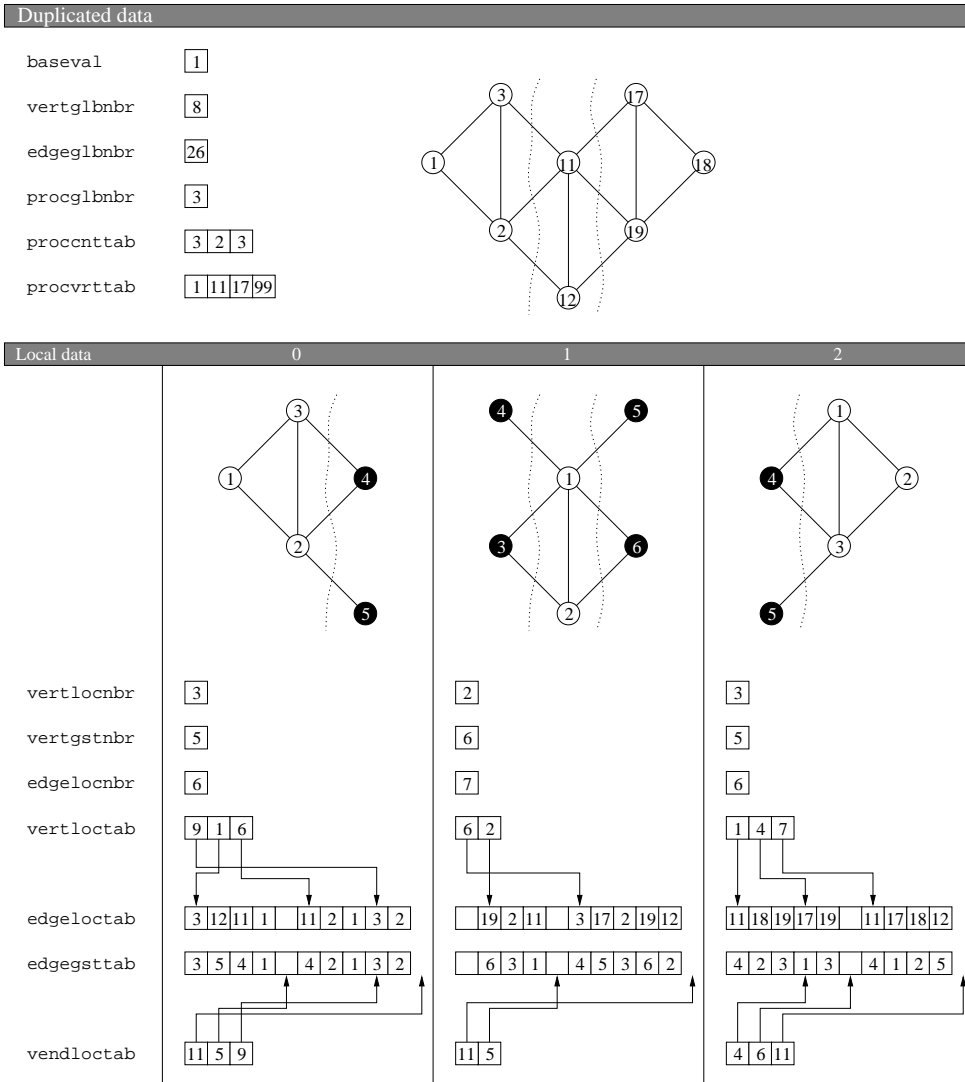 Duplicated data
baseval 1
vertglbnbr 8
edgeglbnbr 26
procglbnbr 3
proccnttab 3 2 3
procvrttab 1 11 17 99
3 17
1 11 18
2 19
12
Local data 0 1 2
3 4 5 1
1 4 1 4 2
2 3 6 3
5 2 5
vertlocnbr 3 2 3
vertgstnbr 5 6 5
edgelocnbr 6 7 6
vertloctab 9 1 6 6 2 1 4 7
edgeloctab 3 12 11 1 11 2 1 3 2 19 2 11 3 17 2 19 12 11 18 19 17 19 11 17 18 12
edgegsttab 3 5 4 1 4 2 1 3 2 6 3 1 4 5 3 6 2 4 2 3 1 3 4 1 2 5
vendloctab 11 5 9 11 5 4 6 11